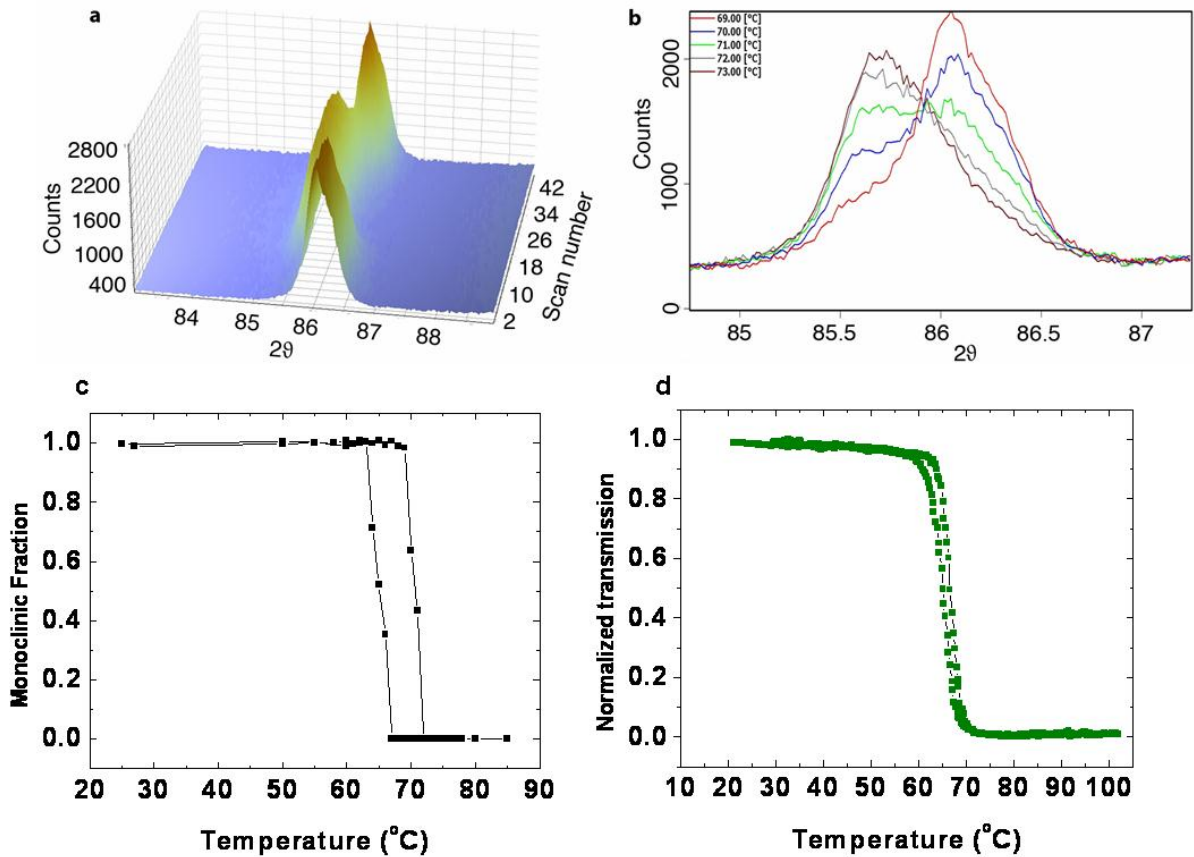 a
2800
2200
1600
1000
400
Counts
84
85
86
87
88
2ϑ
2
10
18
26
34
42
Scan number
b
69.00 [°C]
70.00 [°C]
71.00 [°C]
72.00 [°C]
73.00 [°C]
2000
1000
0
Counts
85
85.5
86
86.5
87
2ϑ
c
1.0
0.8
0.6
0.4
0.2
0.0
Monoclinic Fraction
20 30 40 50 60 70 80 90
Temperature (°C)
d
1.0
0.8
0.6
0.4
0.2
0.0
Normalized transmission
10 20 30 40 50 60 70 80 90 100
Temperature (°C)